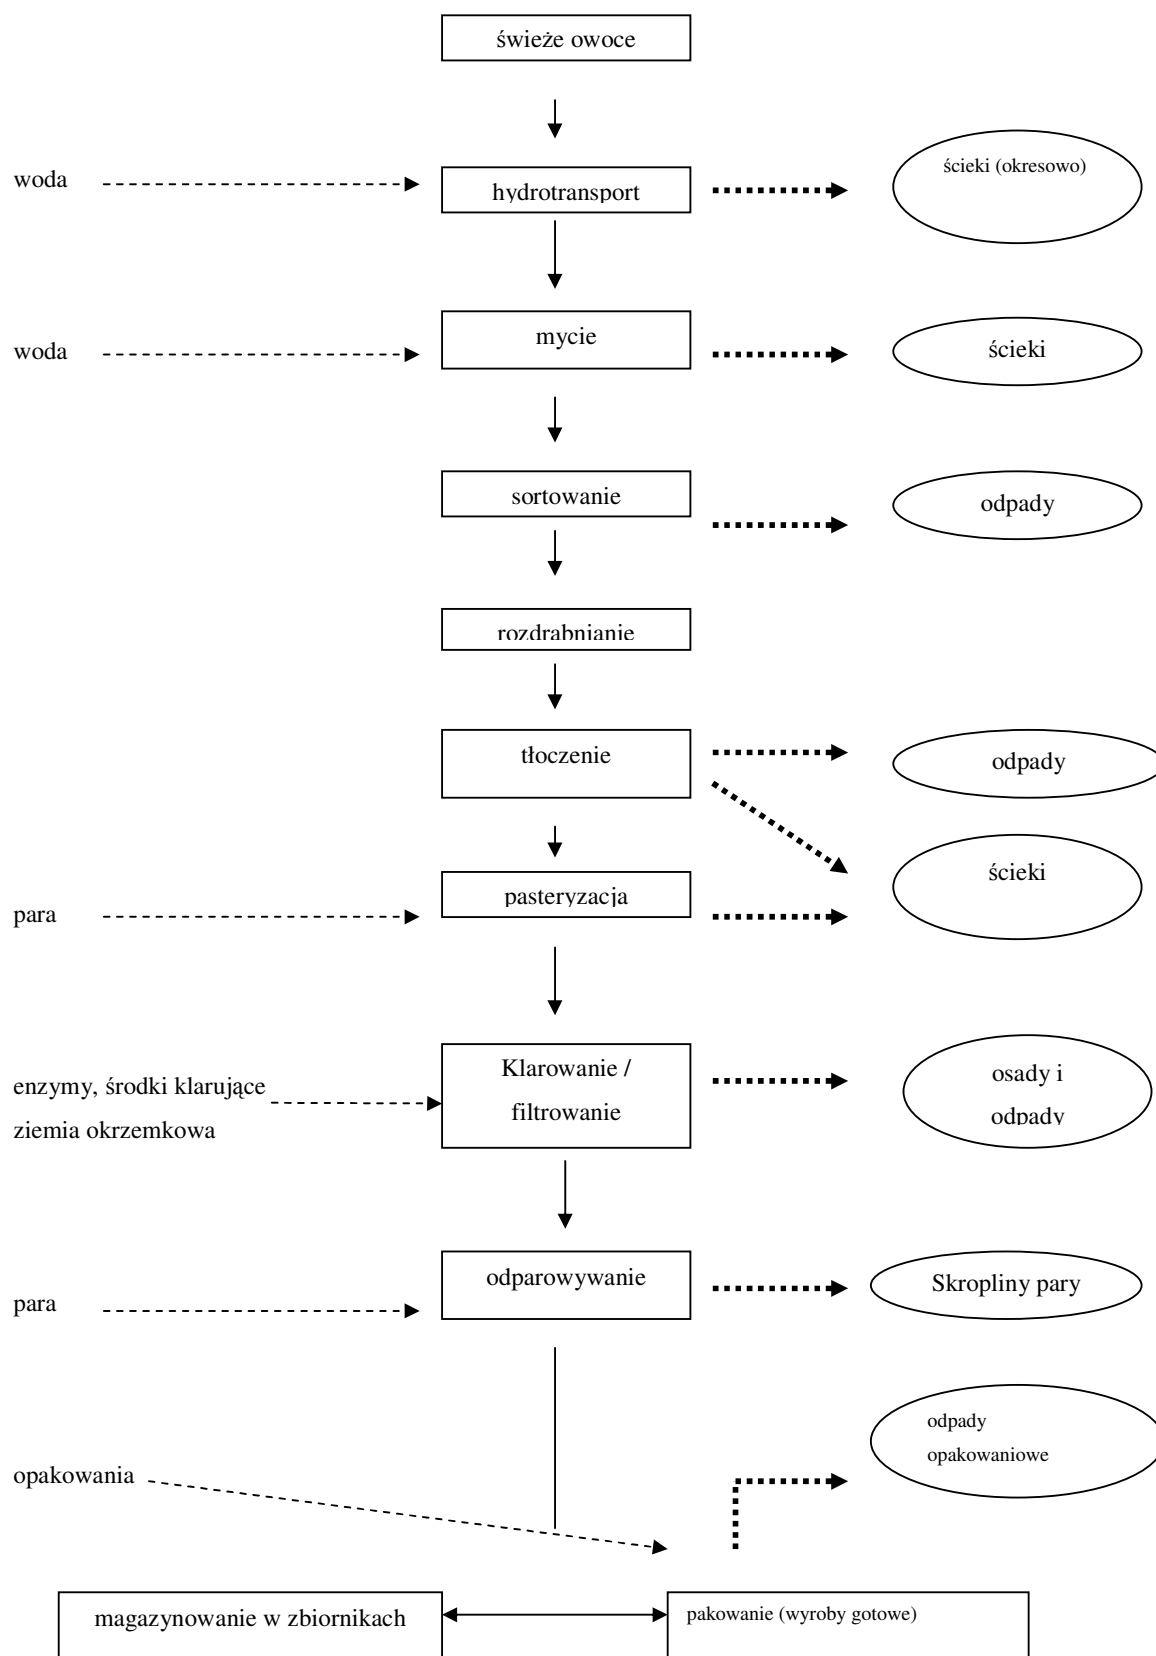 świeże owoce
woda
hydrotransport
ścieki (okresowo)
woda
mycie
ścieki
sortowanie
odpady
rozdrabnianie
tłoczenie
odpady
ścieki
para
pasteryzacja
enzymy, środki klarujące
ziemia okrzemkowa
Klarowanie /
filtrowanie
osady i
odpady
para
odparowywanie
Skropliny pary
opakowania
odpady
opakowaniowe
magazynowanie w zbiornikach
pakowanie (wyroby gotowe)